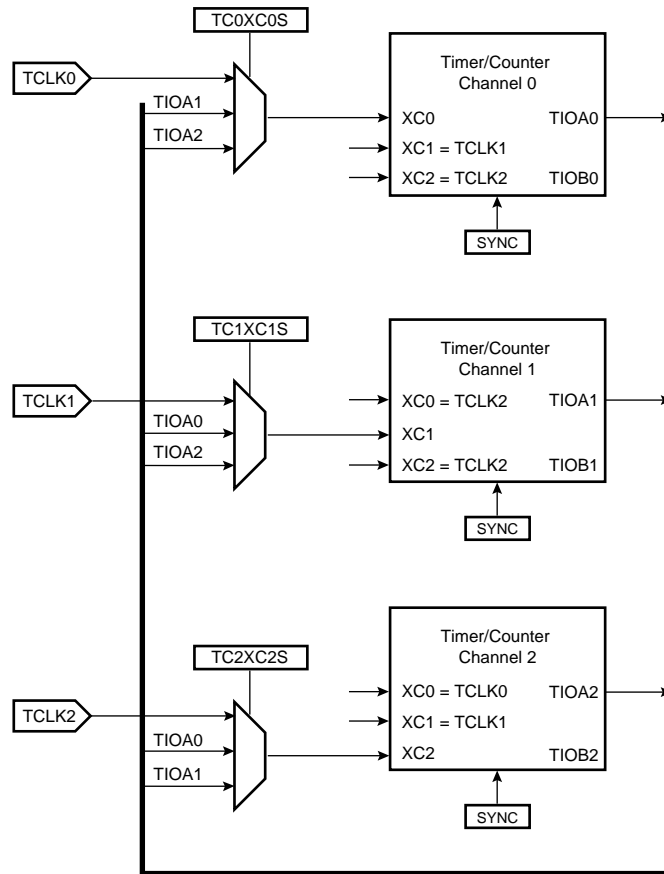 TC0XC0S
TCLK0
TIOA1
TIOA2
Timer/Counter
Channel 0
XC0
TIOA0
XC1 = TCLK1
XC2 = TCLK2
TIOB0
SYNC
TC1XC1S
TCLK1
TIOA0
TIOA2
Timer/Counter
Channel 1
XC0 = TCLK2
TIOA1
XC1
XC2 = TCLK2
TIOB1
SYNC
TC2XC2S
TCLK2
TIOA0
TIOA1
Timer/Counter
Channel 2
XC0 = TCLK0
TIOA2
XC1 = TCLK1
XC2
TIOB2
SYNC